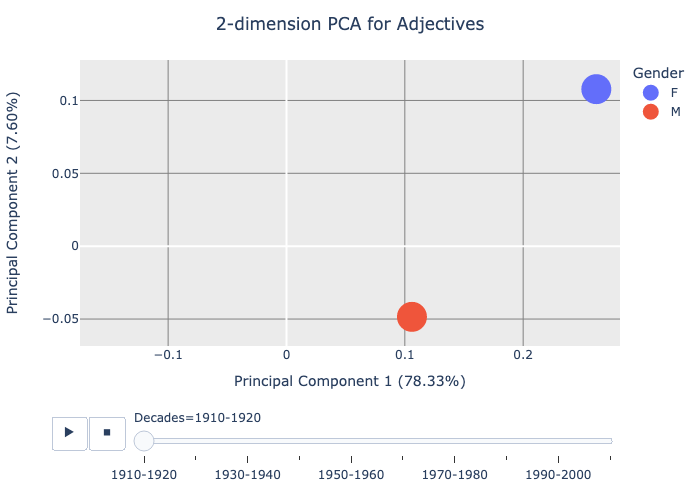 2-dimension PCA for Adjectives
Gender
F
M
Principal Component 2 (7.60%)
0.1
0.05
0
−0.05
−0.1
0
0.1
0.2
Principal Component 1 (78.33%)
Decades=1910-1920
1910-1920
1930-1940
1950-1960
1970-1980
1990-2000